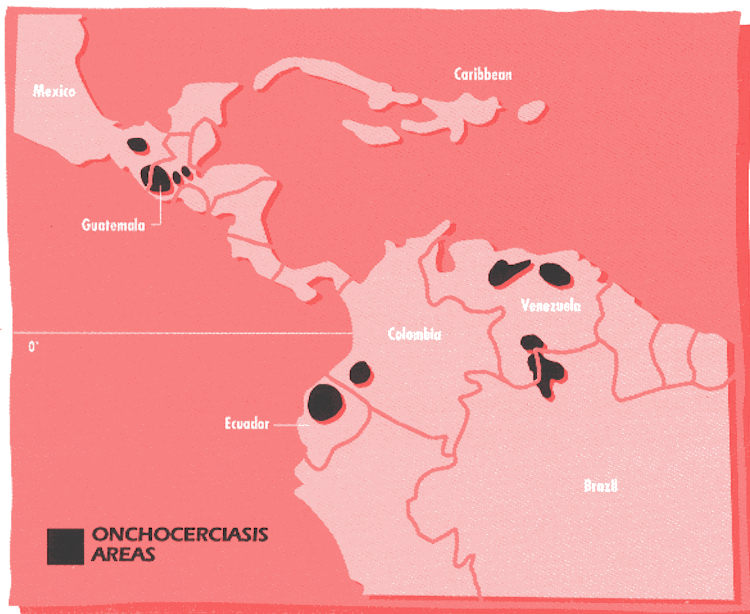 Mexico
Caribbean
Guatemala
Venezuela
Colombia
0°
Ecuador
Brazil
ONCHOCERCIASIS
AREAS